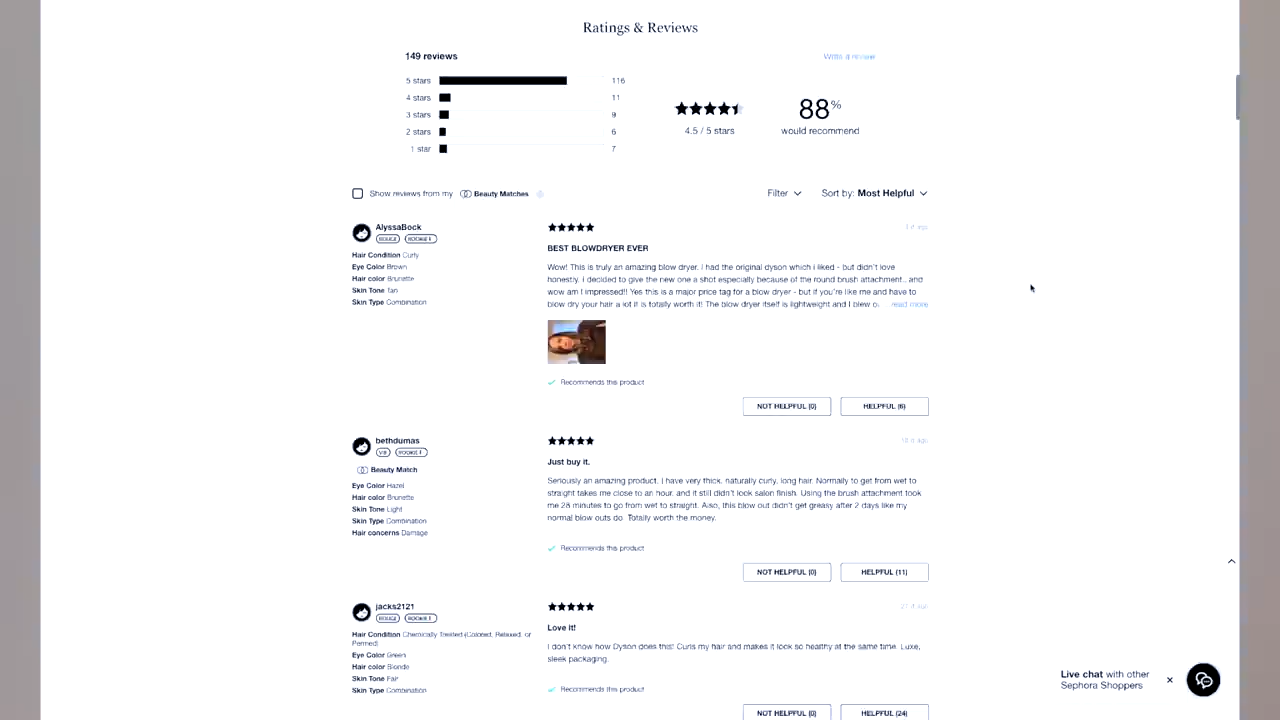 Ratings & Reviews
149 reviews
Write a review
5 stars 116
4 stars 11
3 stars 9
2 stars 6
1 star 7
4.5 / 5 stars
88%
would recommend
Show reviews from my Beauty Matches
Filter
Sort by: Most Helpful
AlyssaBock
ROUGE
Hair Condition Curly
Eye Color Brown
Hair color Brunette
Skin Tone Tan
Skin Type Combination
BEST BLOWDRYER EVER
Wow! This is truly an amazing blow dryer. I had the original dyson which i liked - but didn't love
honestly. I decided to give the new one a shot especially because of the round brush attachment...and
wow am I impressed!! Yes this is a major price tag for a blow dryer - but if you're like me and have to
blow dry your hair a lot it is totally worth it! The blow dryer itself is lightweight and I blew o. read more
Recommends this product
NOT HELPFUL (0)
HELPFUL (6)
bethdumas
VIB
Beauty Match
Eye Color Hazel
Hair color Brunette
Skin Tone Light
Skin Type Combination
Hair concerns Damage
Just buy it.
Seriously an amazing product. I have very thick, naturally curly, long hair. Normally to get from wet to
straight takes me close to an hour, and it still didn't look salon finish. Using the brush attachment took
me 28 minutes to go from wet to straight. Also, this blow out didn't get greasy after 2 days like my
normal blow outs do. Totally worth the money.
Recommends this product
NOT HELPFUL (0)
HELPFUL (11)
jacks2121
ROUGE
Hair Condition Chemically Treated (Colored, Relaxed, or
Permed)
Eye Color Green
Hair color Blonde
Skin Tone Fair
Skin Type Combination
Love it!
I don't know how Dyson does that! Curls my hair and makes it look so healthy at the same time. Luxe,
sleek packaging.
Recommends this product
NOT HELPFUL (0)
HELPFUL (24)
Live chat with other
Sephora Shoppers